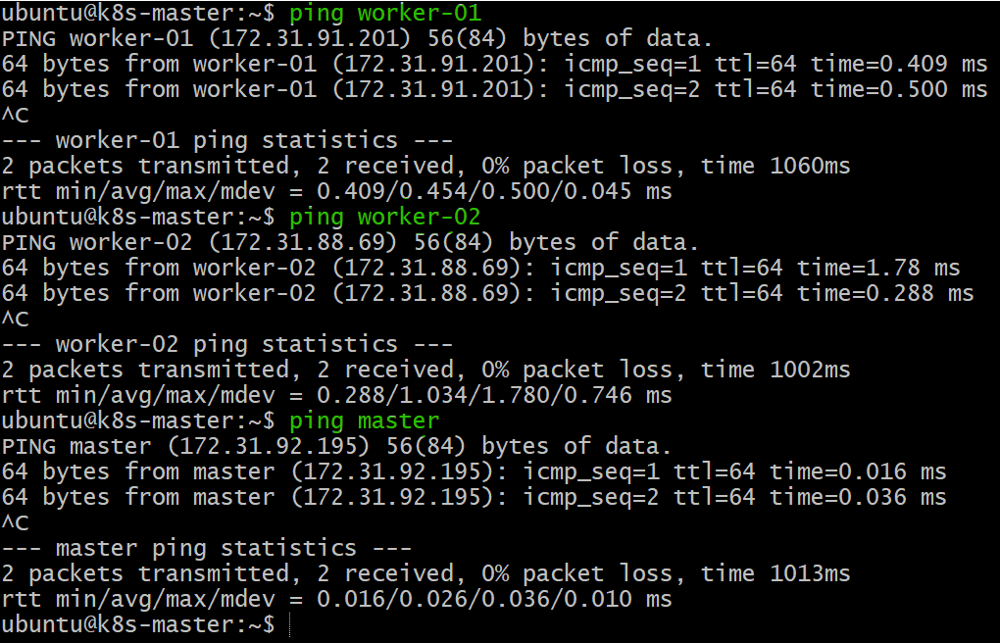 ubuntu@k8s-master:~$ ping worker-01
PING worker-01 (172.31.91.201) 56(84) bytes of data.
64 bytes from worker-01 (172.31.91.201): icmp_seq=1 ttl=64 time=0.409 ms
64 bytes from worker-01 (172.31.91.201): icmp_seq=2 ttl=64 time=0.500 ms
^C
--- worker-01 ping statistics ---
2 packets transmitted, 2 received, 0% packet loss, time 1060ms
rtt min/avg/max/mdev = 0.409/0.454/0.500/0.045 ms
ubuntu@k8s-master:~$ ping worker-02
PING worker-02 (172.31.88.69) 56(84) bytes of data.
64 bytes from worker-02 (172.31.88.69): icmp_seq=1 ttl=64 time=1.78 ms
64 bytes from worker-02 (172.31.88.69): icmp_seq=2 ttl=64 time=0.288 ms
^C
--- worker-02 ping statistics ---
2 packets transmitted, 2 received, 0% packet loss, time 1002ms
rtt min/avg/max/mdev = 0.288/1.034/1.780/0.746 ms
ubuntu@k8s-master:~$ ping master
PING master (172.31.92.195) 56(84) bytes of data.
64 bytes from master (172.31.92.195): icmp_seq=1 ttl=64 time=0.016 ms
64 bytes from master (172.31.92.195): icmp_seq=2 ttl=64 time=0.036 ms
^C
--- master ping statistics ---
2 packets transmitted, 2 received, 0% packet loss, time 1013ms
rtt min/avg/max/mdev = 0.016/0.026/0.036/0.010 ms
ubuntu@k8s-master:~$